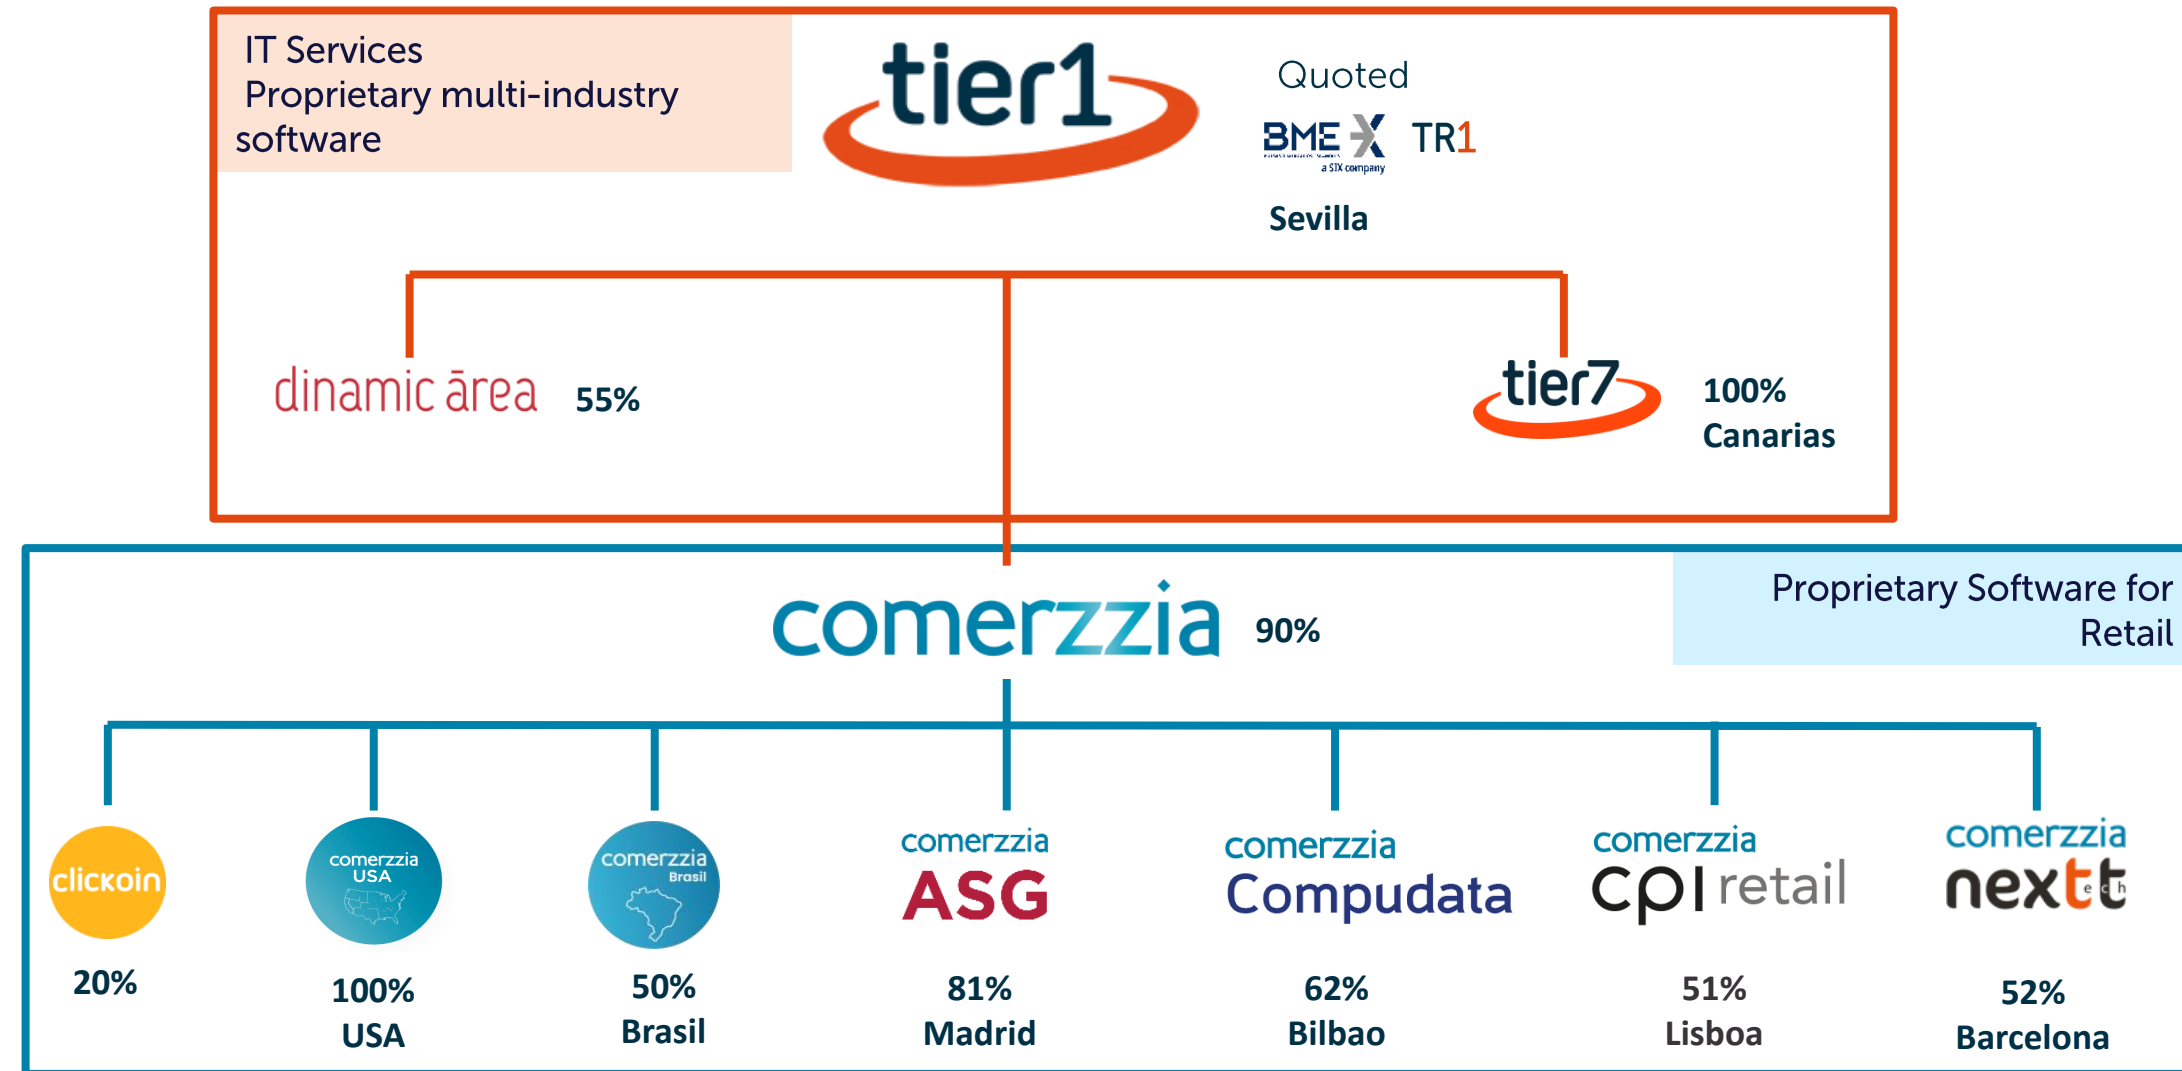 IT Services
Proprietary multi-industry
software
tier1
Quoted
BME X TR1
a SIX company
Sevilla
dinamic ārea 55%
tier7 100%
Canarias
comerzzia 90%
Proprietary Software for
Retail
clickoin
20%
comerzzia
USA
100%
USA
comerzzia
Brasil
50%
Brasil
comerzzia
ASG
81%
Madrid
comerzzia
Compudata
62%
Bilbao
comerzzia
cpi retail
51%
Lisboa
comerzzia
nextt
ech
52%
Barcelona